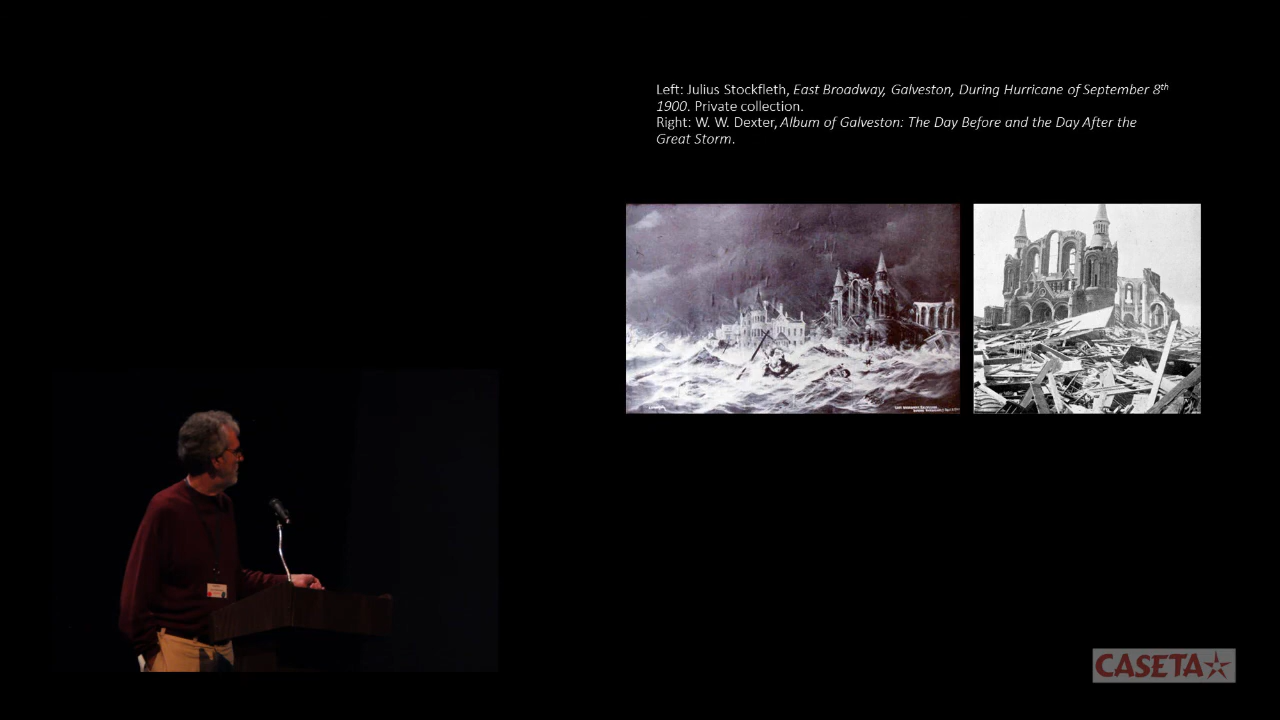 Left: Julius Stockfleth, East Broadway, Galveston, During Hurricane of September 8th
1900. Private collection.
Right: W. W. Dexter, Album of Galveston: The Day Before and the Day After the
Great Storm.
CASETA